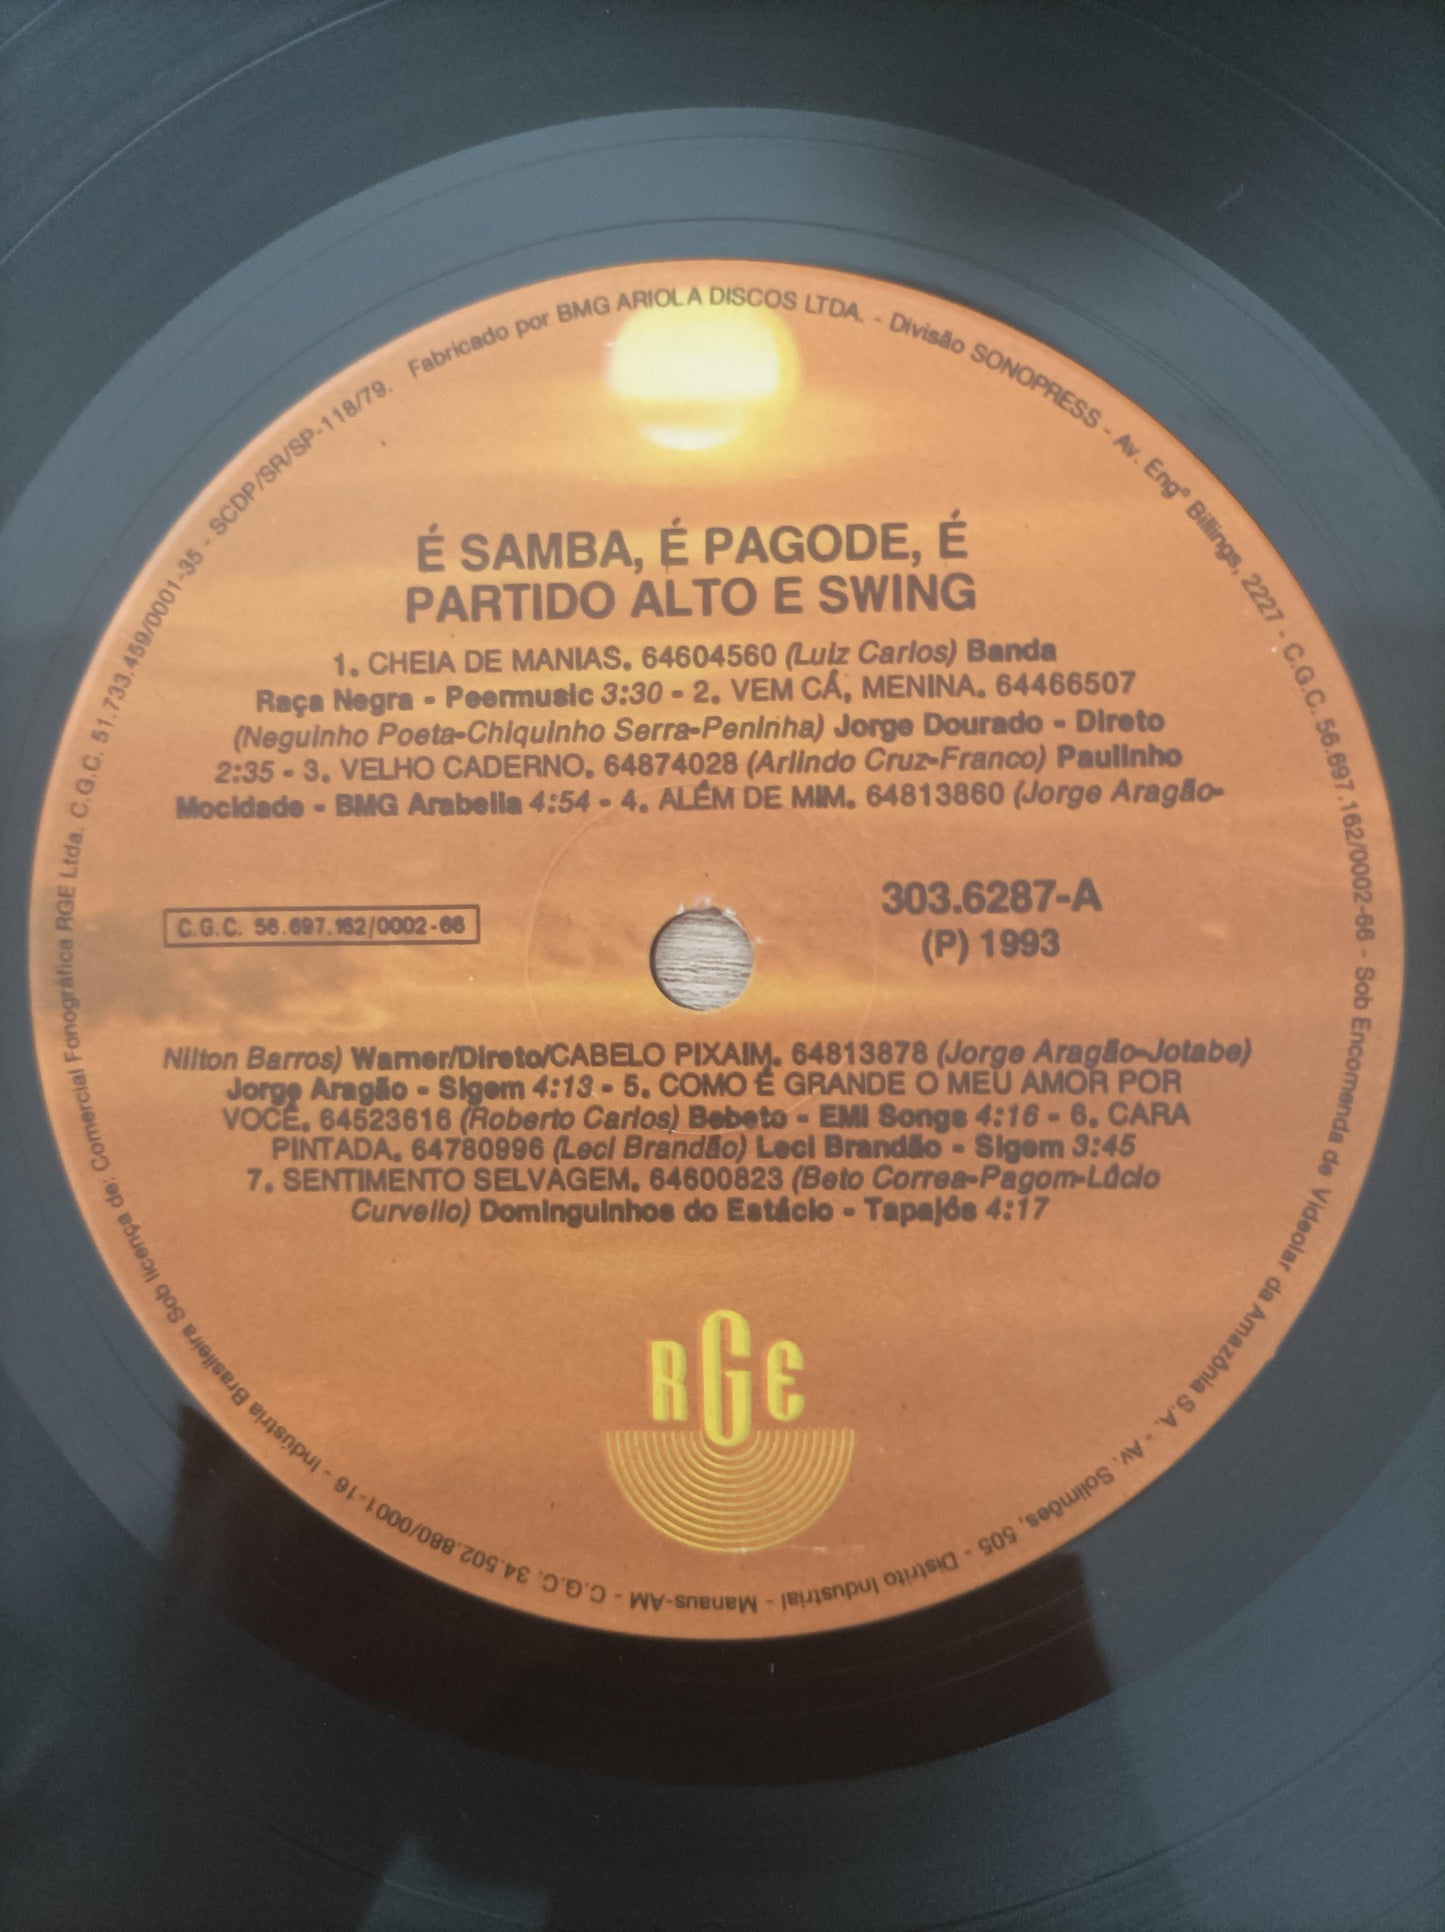 Fabricado por BMG ARIOLA DISCOS LTDA. - Divisão SONOPRESS - Av. Engº Billings, 2227 - C.G.C. 56.697.162/0002-66 - Sob Encomenda de Videolar da Amazônia S.A. - Av. Solimões, 505 - Distrito Industrial - Manaus-AM - C.G.C. 34.502.880/0001-16 - Indústria Brasileira Sob licença de: Comercial Fonográfica RGE Ltda. C.G.C. 51.733.459/0001-35 - SCDP/SR/SP-118/79.
É SAMBA, É PAGODE, É
PARTIDO ALTO E SWING
1. CHEIA DE MANIAS. 64604560 (Luiz Carlos) Banda
Raça Negra - Peermusic 3:30 - 2. VEM CÁ, MENINA. 64466507
(Neguinho Poeta-Chiquinho Serra-Peninha) Jorge Dourado - Direto
2:35 - 3. VELHO CADERNO. 64874028 (Arlindo Cruz-Franco) Paulinho
Mocidade - BMG Arabella 4:54 - 4. ALÉM DE MIM. 64813860 (Jorge Aragão-
303.6287-A
C.G.C. 56.697.162/0002-66
(P) 1993
Nilton Barros) Warner/Direto/CABELO PIXAIM. 64813878 (Jorge Aragão-Jotabe)
Jorge Aragão - Sigem 4:13 - 5. COMO É GRANDE O MEU AMOR POR
VOCÊ. 64523616 (Roberto Carlos) Bebeto - EMI Songs 4:16 - 6. CARA
PINTADA. 64780996 (Leci Brandão) Leci Brandão - Sigem 3:45
7. SENTIMENTO SELVAGEM. 64600823 (Beto Correa-Pagom-Lúcio
Curvello) Dominguinhos do Estácio - Tapajós 4:17
RGE